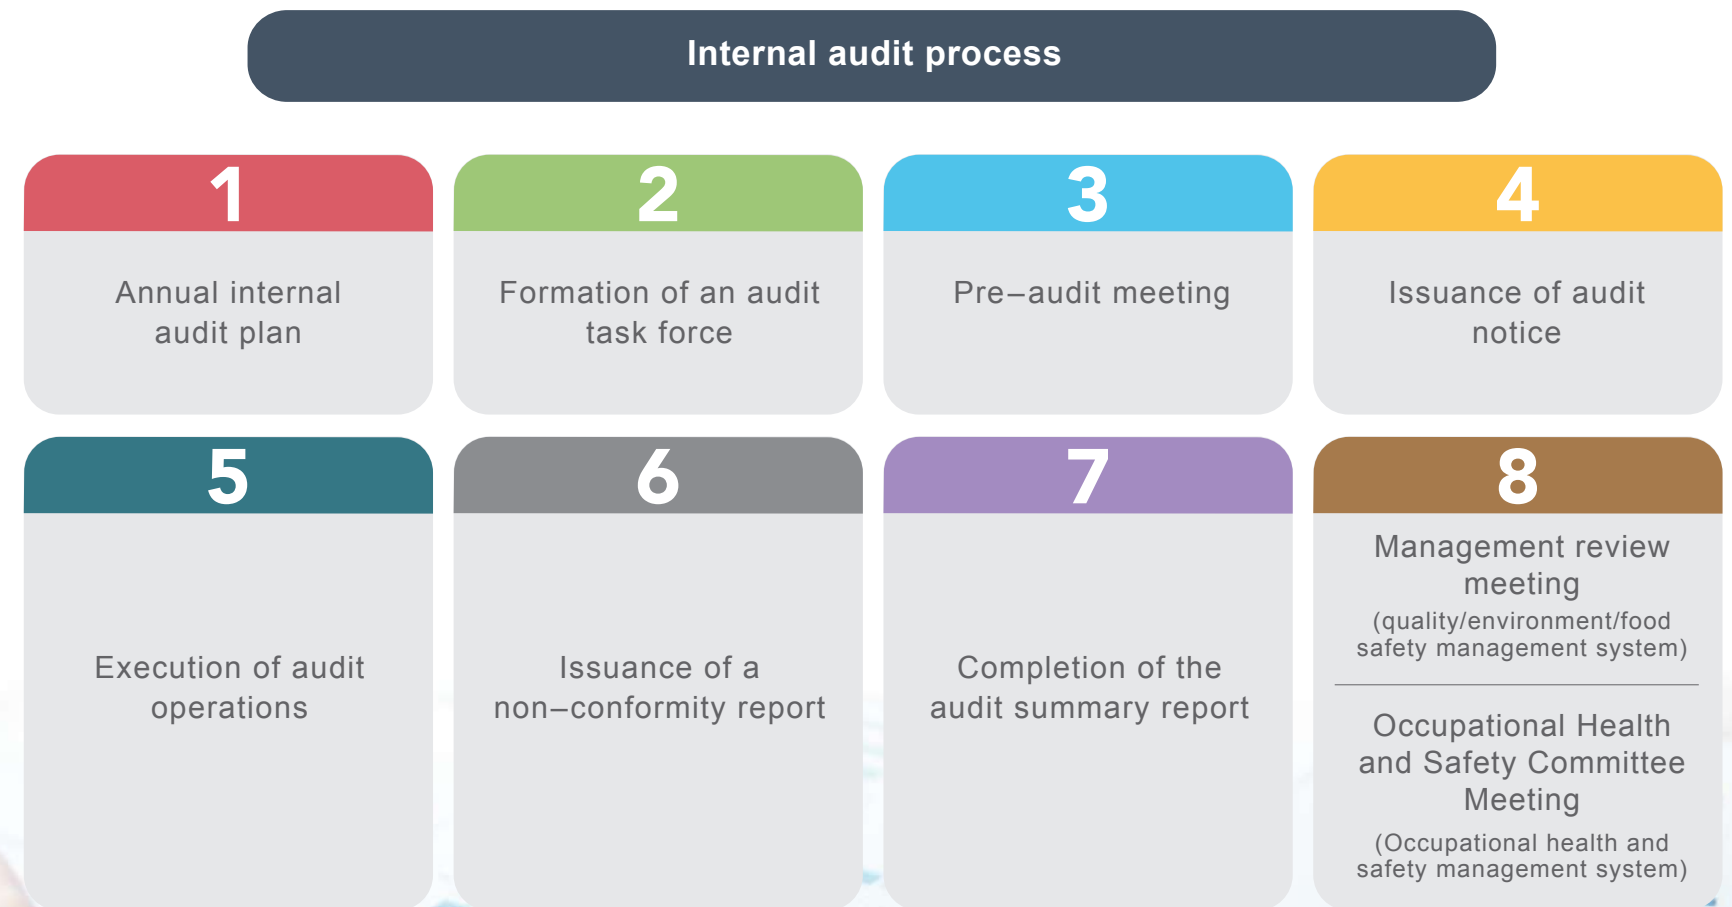 Internal audit process
1
Annual internal
audit plan
2
Formation of an audit
task force
3
Pre–audit meeting
4
Issuance of audit
notice
5
Execution of audit
operations
6
Issuance of a
non–conformity report
7
Completion of the
audit summary report
8
Management review
meeting
(quality/environment/food
safety management system)
Occupational Health
and Safety Committee
Meeting
(Occupational health and
safety management system)